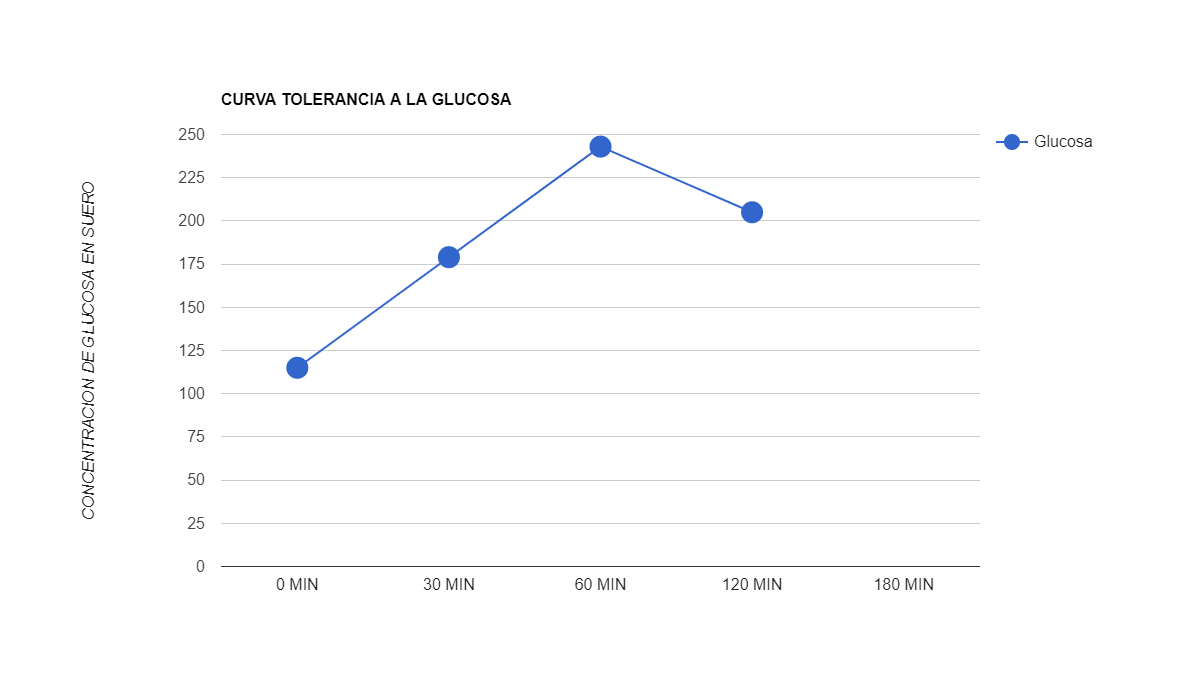 CURVA TOLERANCIA A LA GLUCOSA
Glucosa
CONCENTRACION DE GLUCOSA EN SUERO
250
225
200
175
150
125
100
75
50
25
0
0 MIN
30 MIN
60 MIN
120 MIN
180 MIN